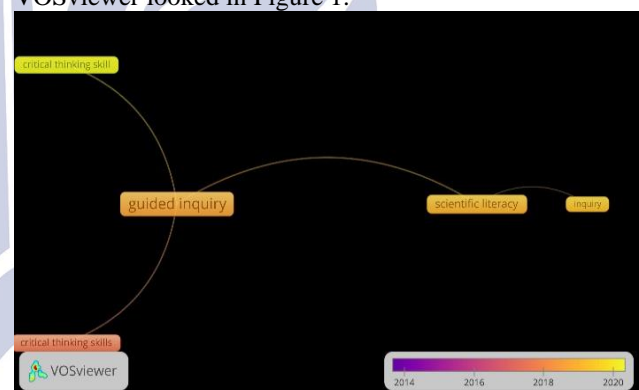 VOSviewer looked in Figure 1.
critical thinking skill
guided inquiry
scientific literacy
inquiry
critical thinking skills
VOSviewer
2014 2016 2018 2020